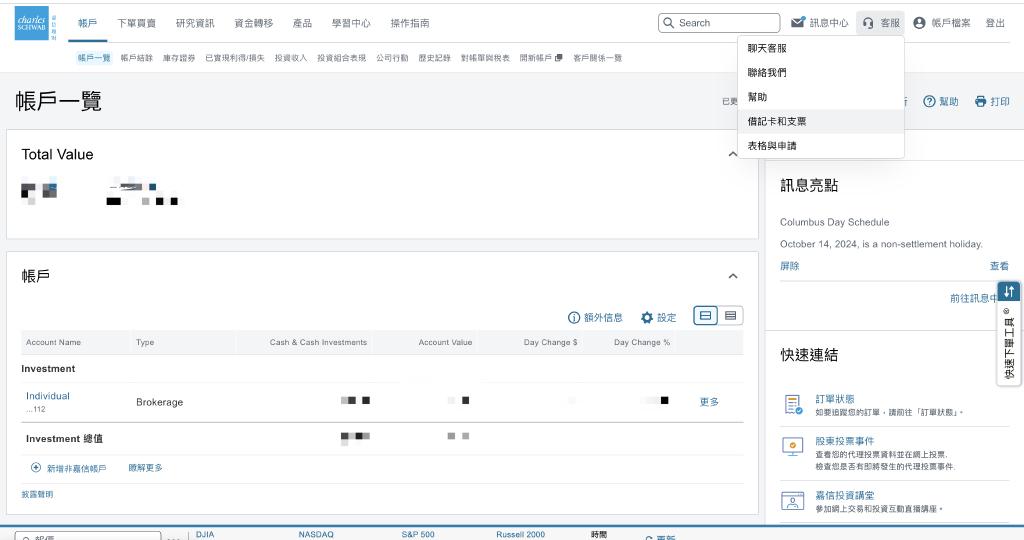 charles
SCHWAB
帳戶
下單買賣
研究資訊
資金轉移
產品
學習中心
操作指南
Search
訊息中心
客服
帳戶檔案
登出
帳戶一覽
帳戶結餘
庫存證券
已實現利得/損失
投資收入
投資組合表現
公司行動
歷史記錄
對帳單與稅表
開新帳戶
客戶關係一覽
聊天客服
聯絡我們
幫助
借記卡和支票
表格與申請
帳戶一覽
已更
幫助
打印
Total Value
訊息亮點
Columbus Day Schedule
October 14, 2024, is a non-settlement holiday.
屏除
查看
前往訊息中
帳戶
額外信息
設定
Account Name
Type
Cash & Cash Investments
Account Value
Day Change $
Day Change %
Investment
Individual
...112
Brokerage
更多
Investment 總值
新增非嘉信帳戶
瞭解更多
披露聲明
快速下單工具®
快速連結
訂單狀態
如要追蹤您的訂單，請前往「訂單狀態」。
股東投票事件
查看您的代理投票資料並在網上投票.
檢查您是否有即將發生的代理投票事件.
嘉信投資講堂
參加網上交易和投資互動直播講座。
DJIA
NASDAQ
S&P 500
Russell 2000
時間
更新